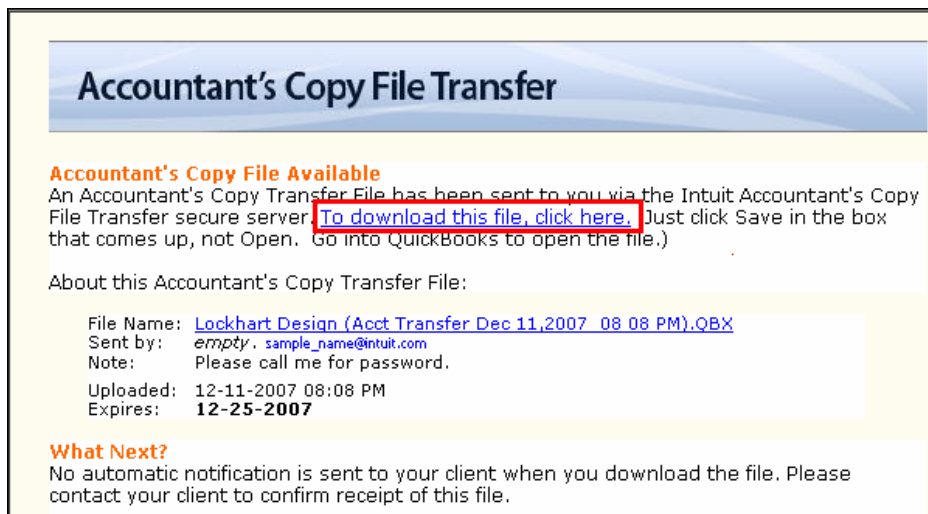 Accountant's Copy File Transfer
Accountant's Copy File Available
An Accountant's Copy Transfer File has been sent to you via the Intuit Accountant's Copy
File Transfer secure server. To download this file, click here. Just click Save in the box
that comes up, not Open. Go into QuickBooks to open the file.)
About this Accountant's Copy Transfer File:
File Name: Lockhart Design (Acct Transfer Dec 11,2007 08 08 PM).QBX
Sent by: empty. sample_name@intuit.com
Note: Please call me for password.
Uploaded: 12-11-2007 08:08 PM
Expires: 12-25-2007
What Next?
No automatic notification is sent to your client when you download the file. Please
contact your client to confirm receipt of this file.